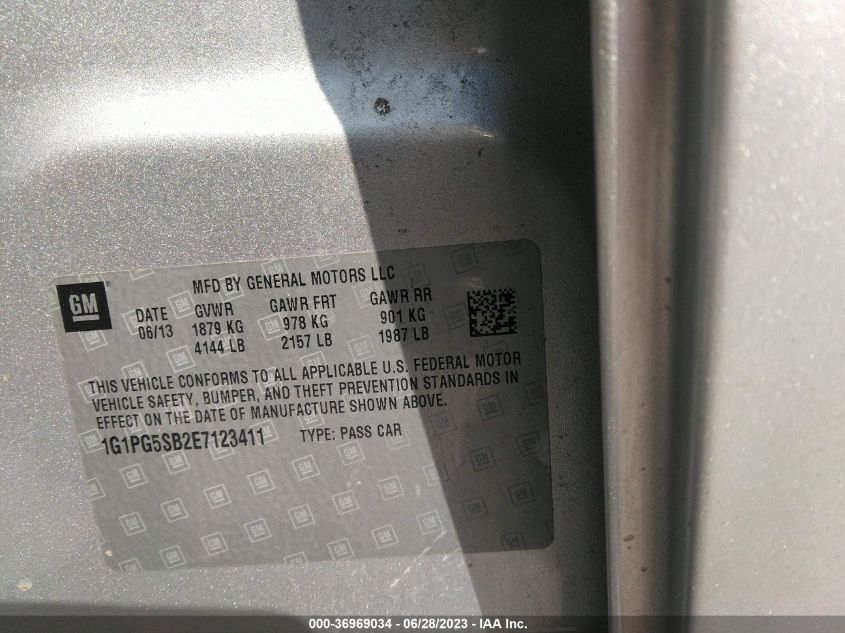 GM
MFD BY GENERAL MOTORS LLC
DATE GVWR GAWR FRT GAWR RR
06/13 1879 KG 978 KG 901 KG
4144 LB 2157 LB 1987 LB
THIS VEHICLE CONFORMS TO ALL APPLICABLE U.S. FEDERAL MOTOR
VEHICLE SAFETY, BUMPER, AND THEFT PREVENTION STANDARDS IN
EFFECT ON THE DATE OF MANUFACTURE SHOWN ABOVE.
1G1PG5SB2E7123411 TYPE: PASS CAR
000-36969034 - 06/28/2023 - IAA Inc.